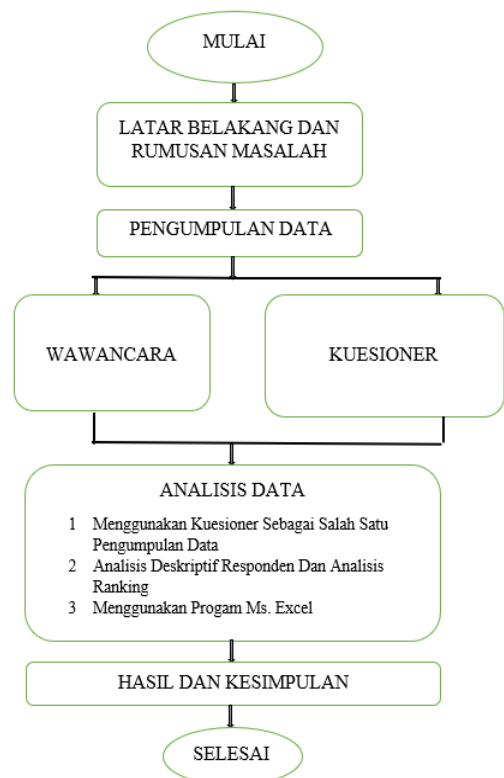 MULAI
LATAR BELAKANG DAN
RUMUSAN MASALAH
PENGUMPULAN DATA
WAWANCARA
KUESIONER
ANALISIS DATA
1 Menggunakan Kuesioner Sebagai Salah Satu
Pengumpulan Data
2 Analisis Deskriptif Responden Dan Analisis
Ranking
3 Menggunakan Progam Ms. Excel
HASIL DAN KESIMPULAN
SELESAI